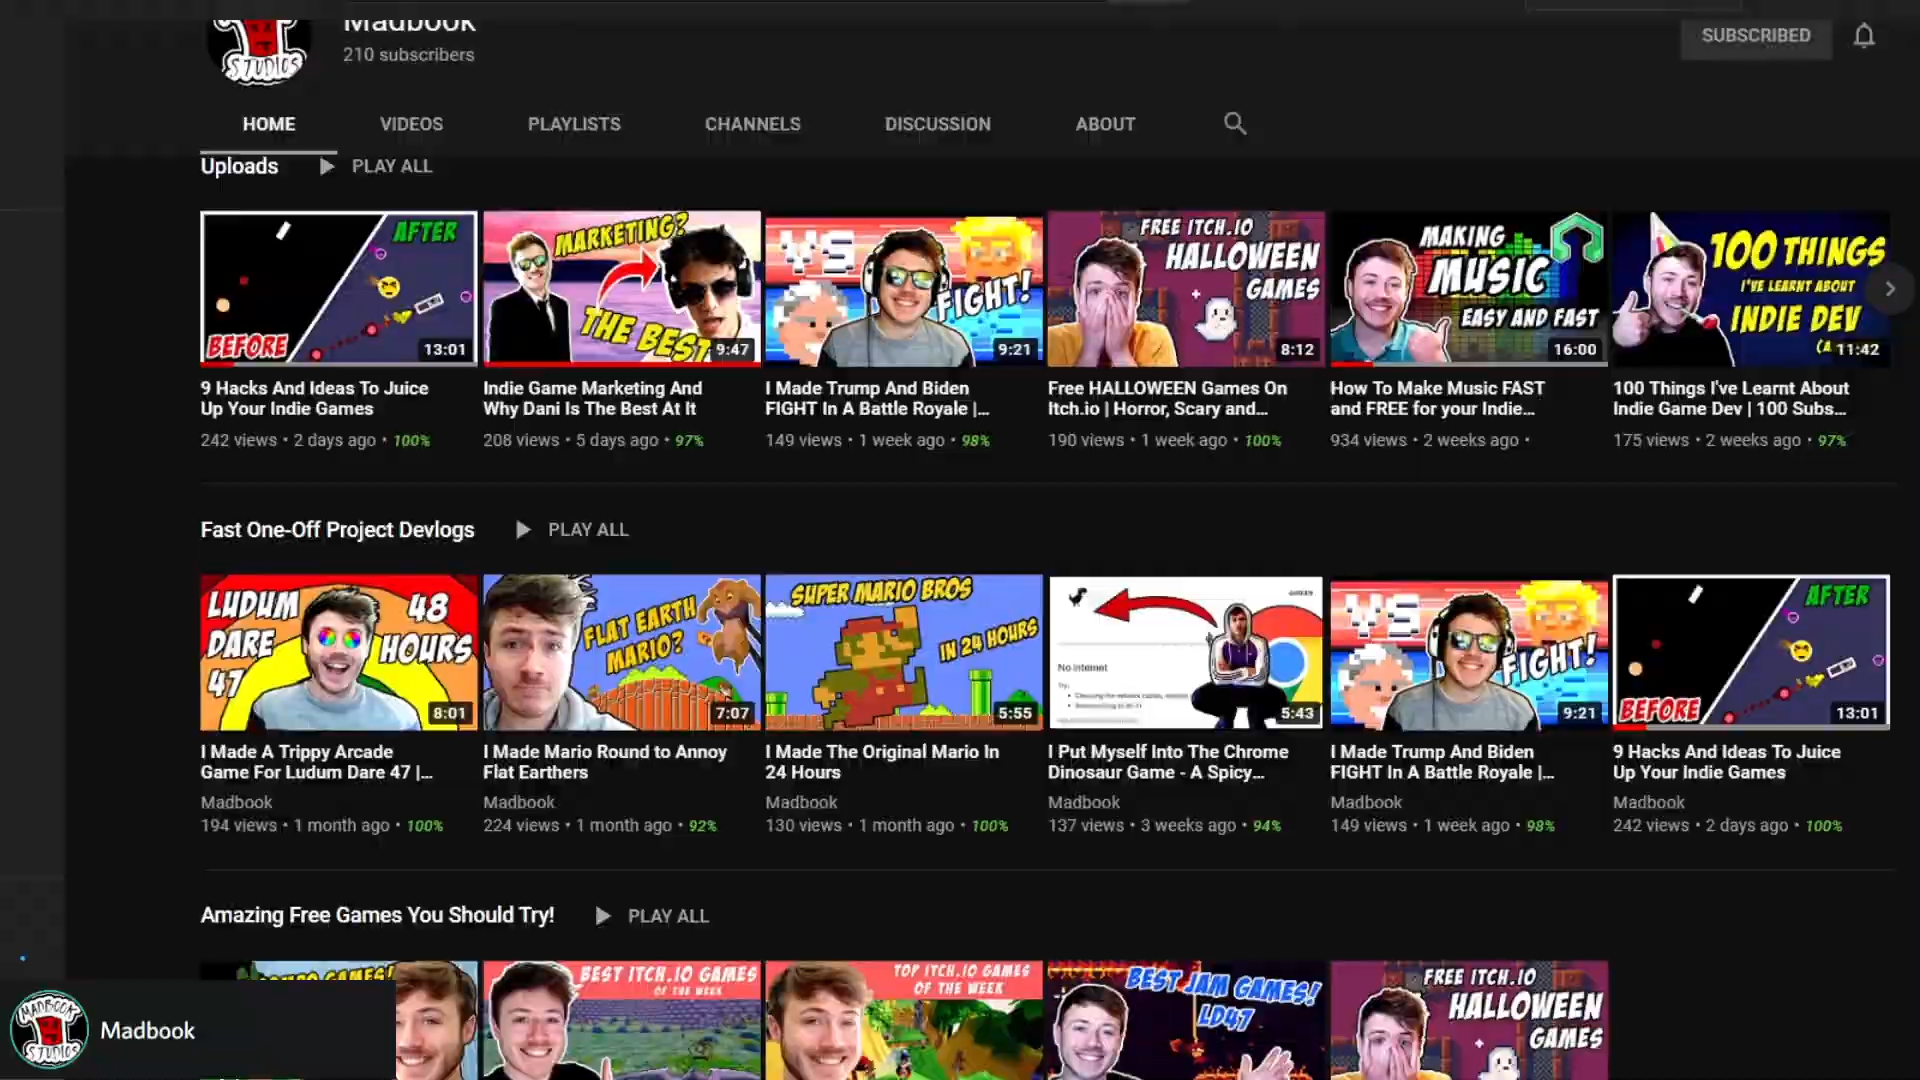 STUDIOS
Madbook
210 subscribers
SUBSCRIBED
HOME
VIDEOS
PLAYLISTS
CHANNELS
DISCUSSION
ABOUT
Uploads
PLAY ALL
AFTER
BEFORE
13:01
MARKETING?
THE BEST
9:47
VS
FIGHT!
9:21
FREE ITCH.IO
HALLOWEEN
GAMES
8:12
MAKING
MUSIC
EASY AND FAST
16:00
100 THINGS
I'VE LEARNT ABOUT
INDIE DEV
(A
11:42
9 Hacks And Ideas To Juice
Up Your Indie Games
242 views • 2 days ago • 100%
Indie Game Marketing And
Why Dani Is The Best At It
208 views • 5 days ago • 97%
I Made Trump And Biden
FIGHT In A Battle Royale |...
149 views • 1 week ago • 98%
Free HALLOWEEN Games On
Itch.io | Horror, Scary and...
190 views • 1 week ago • 100%
How To Make Music FAST
and FREE for your Indie...
934 views • 2 weeks ago •
100 Things I've Learnt About
Indie Game Dev | 100 Subs...
175 views • 2 weeks ago • 97%
Fast One-Off Project Devlogs
PLAY ALL
LUDUM
DARE
47
48
HOURS
8:01
FLAT EARTH
MARIO?
7:07
SUPER MARIO BROS
IN 24 HOURS
5:55
No internet
Try:
5:43
VS
FIGHT!
9:21
AFTER
BEFORE
13:01
I Made A Trippy Arcade
Game For Ludum Dare 47 |...
Madbook
194 views • 1 month ago • 100%
I Made Mario Round to Annoy
Flat Earthers
Madbook
224 views • 1 month ago • 92%
I Made The Original Mario In
24 Hours
Madbook
130 views • 1 month ago • 100%
I Put Myself Into The Chrome
Dinosaur Game - A Spicy...
Madbook
137 views • 3 weeks ago • 94%
I Made Trump And Biden
FIGHT In A Battle Royale |...
Madbook
149 views • 1 week ago • 98%
9 Hacks And Ideas To Juice
Up Your Indie Games
Madbook
242 views • 2 days ago • 100%
Amazing Free Games You Should Try!
PLAY ALL
GAMES!
BEST ITCH.IO GAMES
OF THE WEEK
TOP ITCH.IO GAMES
OF THE WEEK
BEST JAM GAMES!
LD47
FREE ITCH.IO
HALLOWEEN
GAMES
MADBOOK
STUDIOS
Madbook